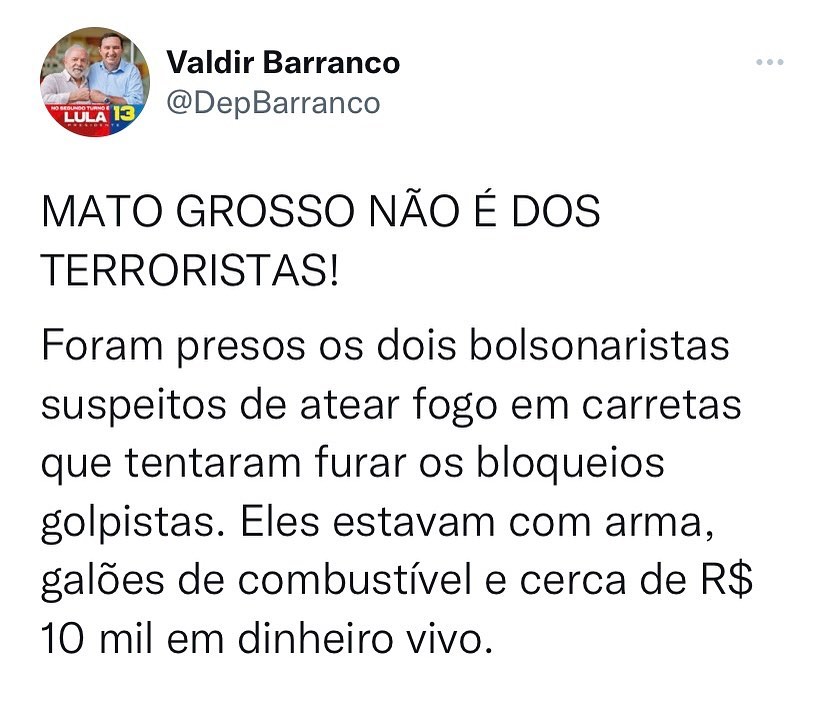 Valdir Barranco
@DepBarranco
NO SEGUNDO TURNO É
LULA 13
PRESIDENTE
MATO GROSSO NÃO É DOS
TERRORISTAS!
Foram presos os dois bolsonaristas
suspeitos de atear fogo em carretas
que tentaram furar os bloqueios
golpistas. Eles estavam com arma,
galões de combustível e cerca de R$
10 mil em dinheiro vivo.